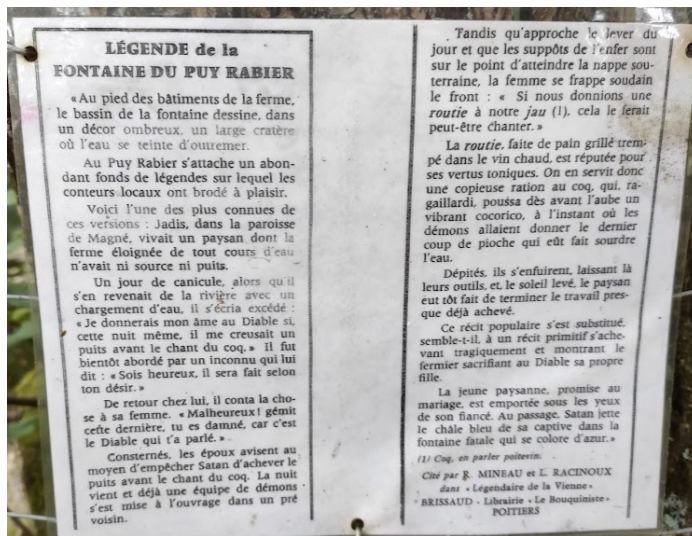 LÉGENDE de la
FONTAINE DU PUY RABIER
«Au pied des bâtiments de la ferme,
le bassin de la fontaine dessine, dans
un décor ombreux, un large cratère
où l'eau se teinte d'outremer.
Au Puy Rabier s'attache un abon-
dant fonds de légendes sur lequel les
conteurs locaux ont brodé à plaisir.
Voici l'une des plus connues de
ces versions : Jadis, dans la paroisse
de Magné, vivait un paysan dont la
ferme éloignée de tout cours d'eau
n'avait ni source ni puits.
Un jour de canicule, alors qu'il
s'en revenait de la rivière avec un
chargement d'eau, il s'écria excédé :
« Je donnerais mon âme au Diable si,
cette nuit même, il me creusait un
puits avant le chant du coq.» Il fut
bientôt abordé par un inconnu qui lui
dit : « Sois heureux, il sera fait selon
ton désir. »
De retour chez lui, il conta la cho-
se à sa femme. « Malheureux ! gémit
cette dernière, tu es damné, car c'est
le Diable qui t'a parlé. »
Consternés, les époux avisent au
moyen d'empêcher Satan d'achever le
puits avant le chant du coq. La nuit
vient et déjà une équipe de démons
s'est mise à l'ouvrage dans un pré
voisin.
Tandis qu'approche le lever du
jour et que les suppôts de l'enfer sont
sur le point d'atteindre la nappe sou-
terraine, la femme se frappe soudain
le front : « Si nous donnions une
routie à notre jau (1), cela le ferait
peut-être chanter. »
La routie, faite de pain grillé trem-
pé dans le vin chaud, est réputée pour
ses vertus toniques. On en servit donc
une copieuse ration au coq, qui, ra-
gaillardi, poussa dès avant l'aube un
vibrant cocorico, à l'instant où les
démons allaient donner le dernier
coup de pioche qui eût fait sourdre
l'eau.
Dépités, ils s'enfuirent, laissant là
leurs outils, et, le soleil levé, le paysan
eut tôt fait de terminer le travail pres-
que déjà achevé.
Ce récit populaire s'est substitué,
semble-t-il, à un récit primitif s'ache-
vant tragiquement et montrant le
fermier sacrifiant au Diable sa propre
fille.
La jeune paysanne, promise au
mariage, est emportée sous les yeux
de son fiancé. Au passage, Satan jette
le châle bleu de sa captive dans la
fontaine fatale qui se colore d'azur.»
(1) Coq, en parler poitevin.
Cité par R. MINEAU et L. RACINOUX
dans « Légendaire de la Vienne »
BRISSAUD - Librairie « Le Bouquiniste »
POITIERS